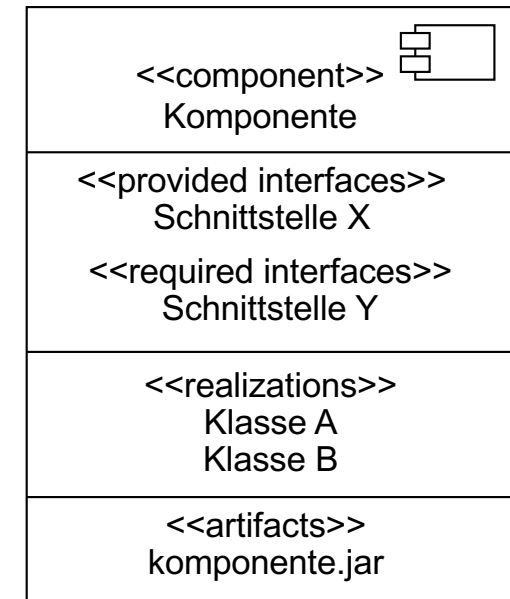 <<component>>
Komponente
<<provided interfaces>>
Schnittstelle X
<<required interfaces>>
Schnittstelle Y
<<realizations>>
Klasse A
Klasse B
<<artifacts>>
komponente.jar